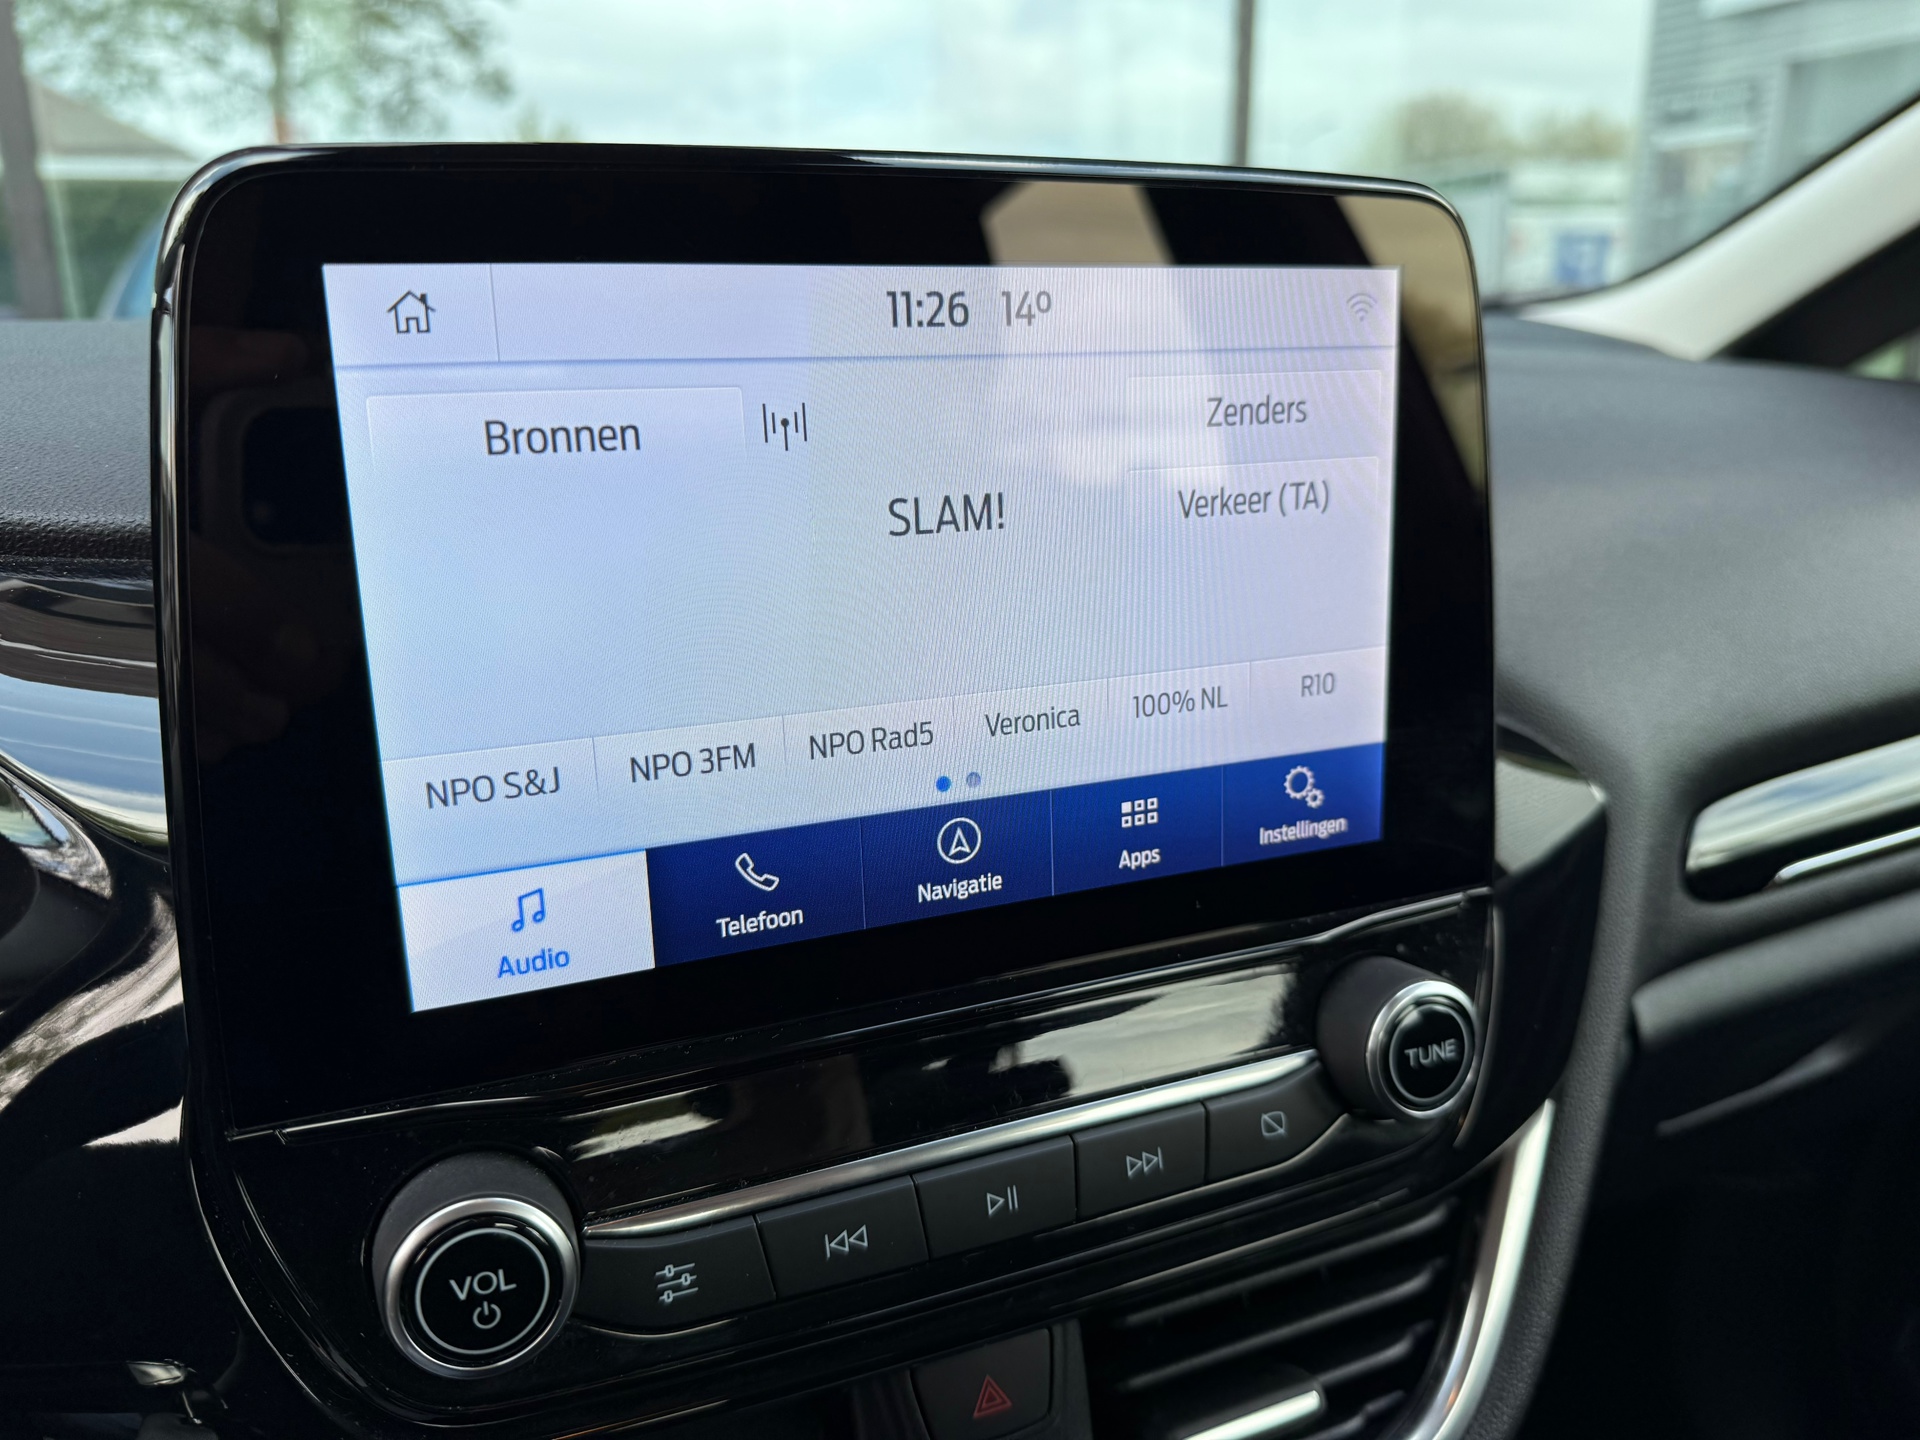 11:26 14º
Bronnen
Zenders
Verkeer (TA)
SLAM!
NPO S&J NPO 3FM NPO Rad5 Veronica 100% NL R10
Audio Telefoon Navigatie Apps Instellingen
TUNE
VOL